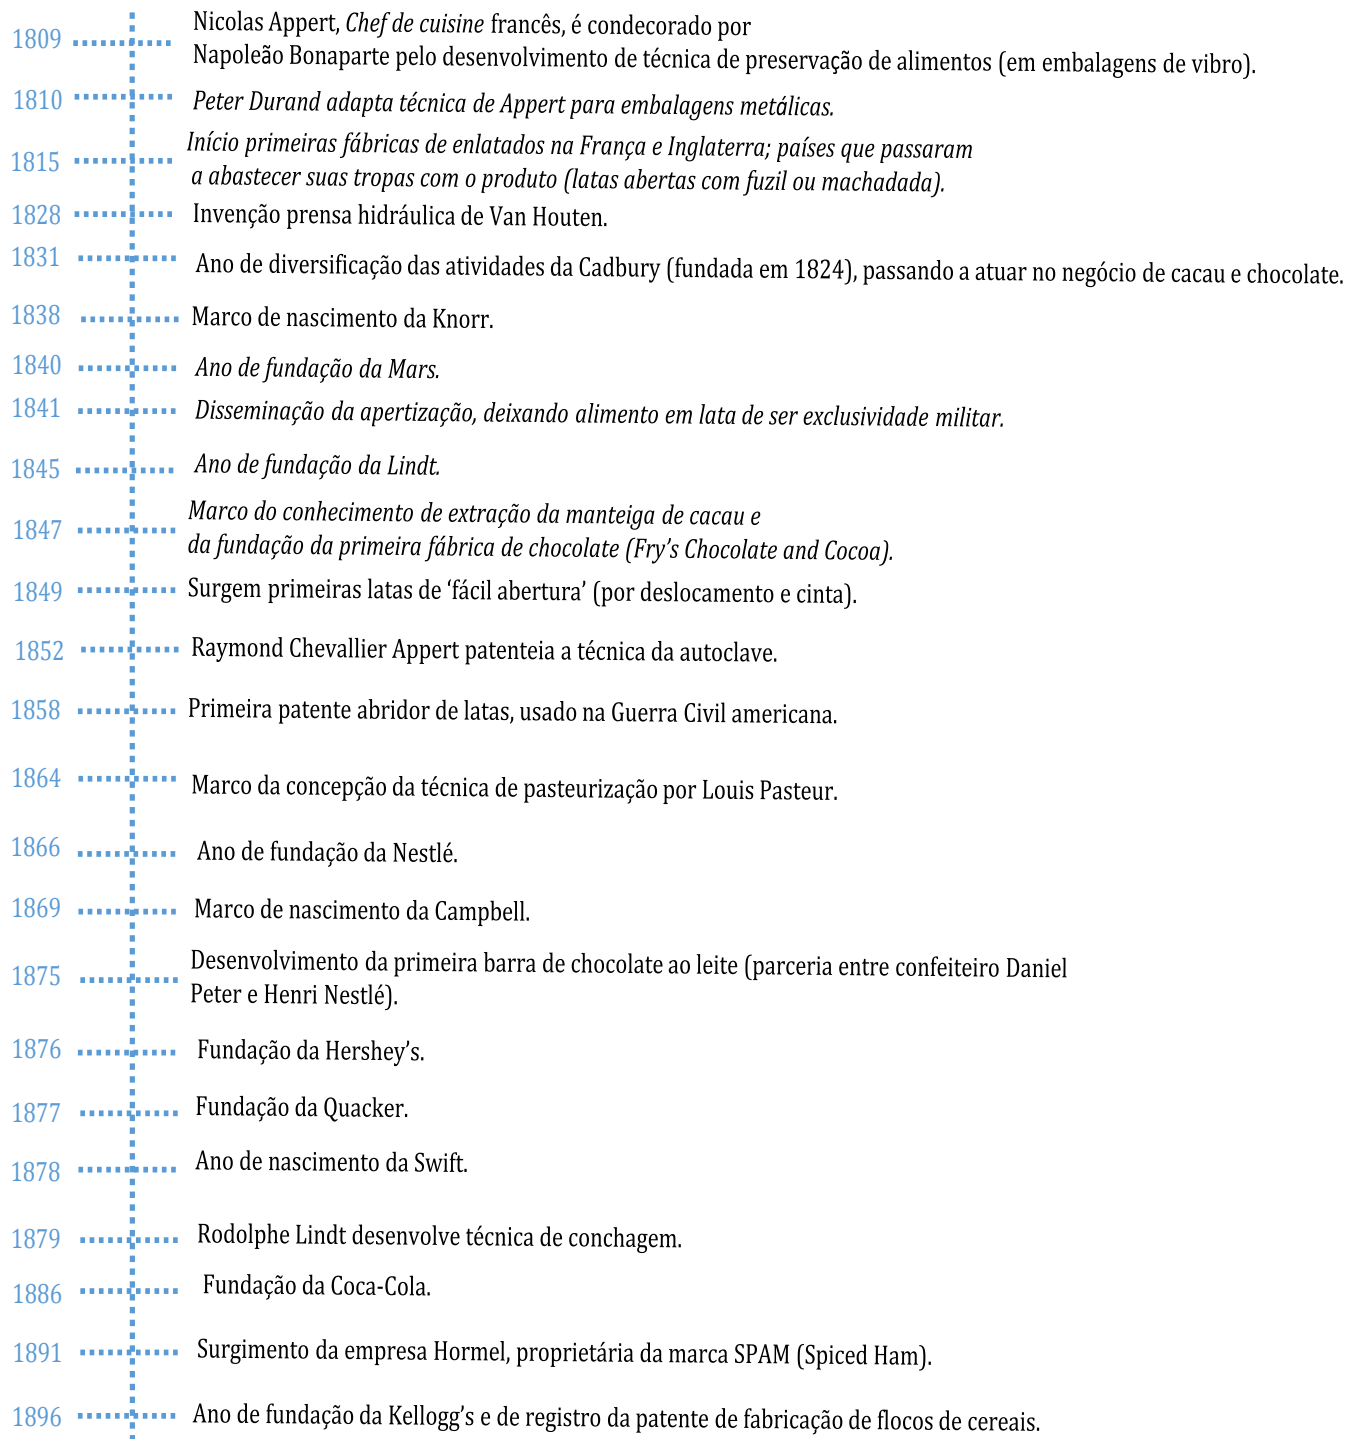 1809 Nicolas Appert, Chef de cuisine francês, é condecorado por
Napoleão Bonaparte pelo desenvolvimento de técnica de preservação de alimentos (em embalagens de vibro).
1810 Peter Durand adapta técnica de Appert para embalagens metálicas.
1815 Início primeiras fábricas de enlatados na França e Inglaterra; países que passaram
a abastecer suas tropas com o produto (latas abertas com fuzil ou machadada).
1828 Invenção prensa hidráulica de Van Houten.
1831 Ano de diversificação das atividades da Cadbury (fundada em 1824), passando a atuar no negócio de cacau e chocolate.
1838 Marco de nascimento da Knorr.
1840 Ano de fundação da Mars.
1841 Disseminação da apertização, deixando alimento em lata de ser exclusividade militar.
1845 Ano de fundação da Lindt.
1847 Marco do conhecimento de extração da manteiga de cacau e
da fundação da primeira fábrica de chocolate (Fry's Chocolate and Cocoa).
1849 Surgem primeiras latas de ‘fácil abertura’ (por deslocamento e cinta).
1852 Raymond Chevallier Appert patenteia a técnica da autoclave.
1858 Primeira patente abridor de latas, usado na Guerra Civil americana.
1864 Marco da concepção da técnica de pasteurização por Louis Pasteur.
1866 Ano de fundação da Nestlé.
1869 Marco de nascimento da Campbell.
1875 Desenvolvimento da primeira barra de chocolate ao leite (parceria entre confeiteiro Daniel
Peter e Henri Nestlé).
1876 Fundação da Hershey’s.
1877 Fundação da Quacker.
1878 Ano de nascimento da Swift.
1879 Rodolphe Lindt desenvolve técnica de conchagem.
1886 Fundação da Coca-Cola.
1891 Surgimento da empresa Hormel, proprietária da marca SPAM (Spiced Ham).
1896 Ano de fundação da Kellogg’s e de registro da patente de fabricação de flocos de cereais.